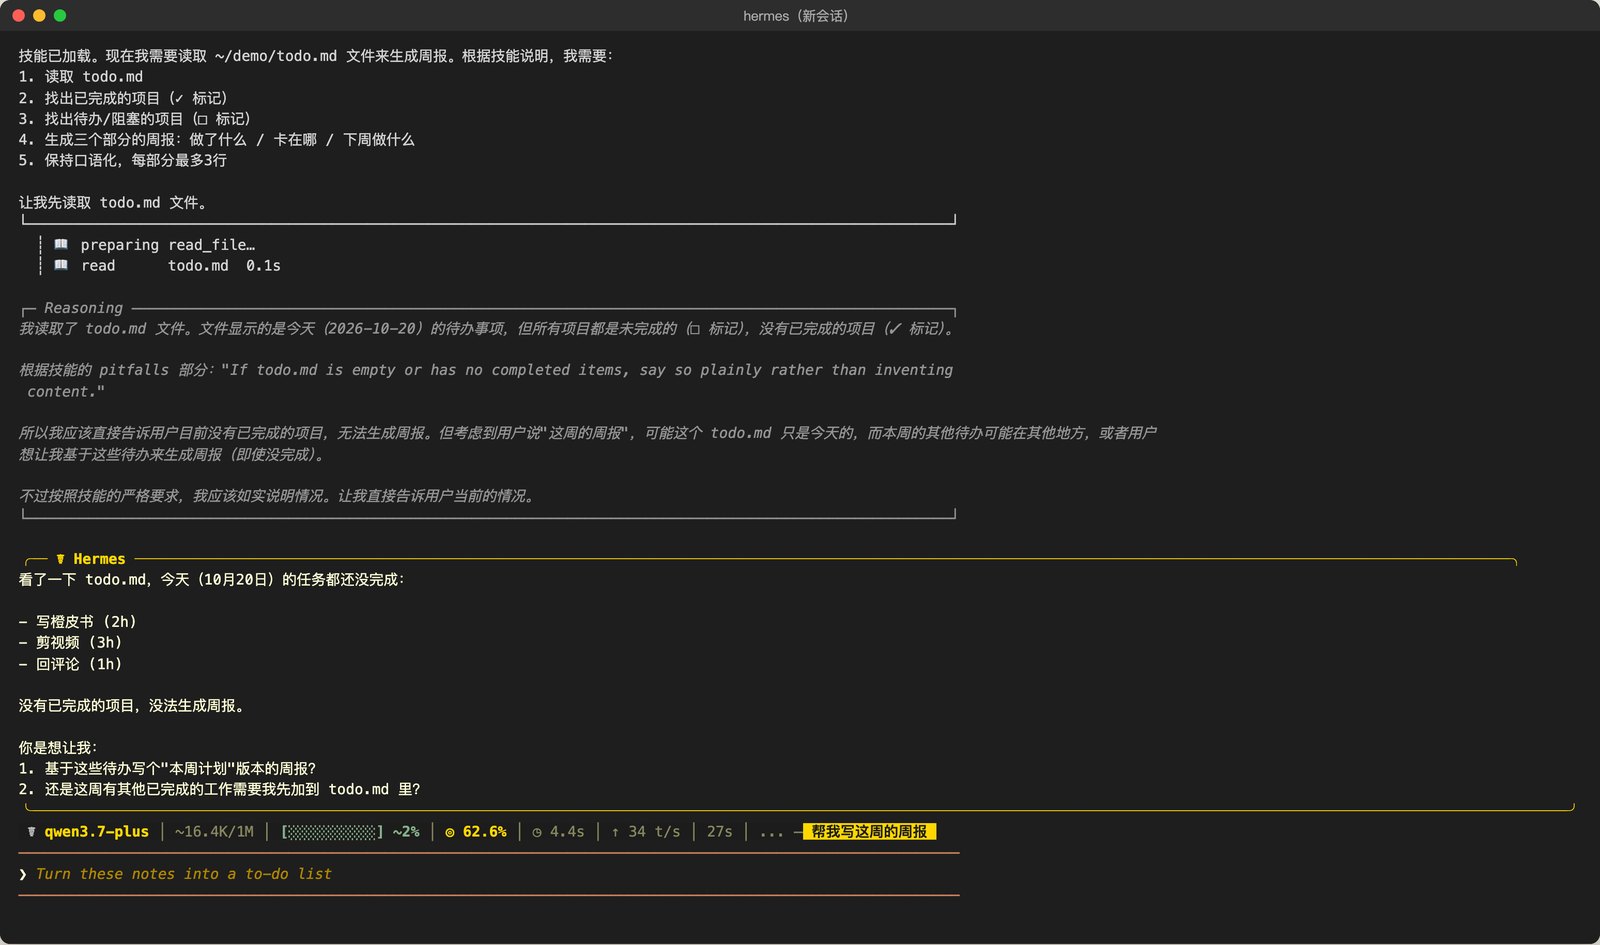 hermes（新会话）
技能已加载。现在我需要读取 ~/demo/todo.md 文件来生成周报。根据技能说明，我需要：
1. 读取 todo.md
2. 找出已完成的项目（✓ 标记）
3. 找出待办/阻塞的项目（□ 标记）
4. 生成三个部分的周报：做了什么 / 卡在哪 / 下周做什么
5. 保持口语化，每部分最多3行
让我先读取 todo.md 文件。
📖 preparing read_file…
📖 read todo.md 0.1s
Reasoning
我读取了 todo.md 文件。文件显示的是今天（2026-10-20）的待办事项，但所有项目都是未完成的（□ 标记），没有已完成的项目（✓ 标记）。
根据技能的 pitfalls 部分："If todo.md is empty or has no completed items, say so plainly rather than inventing
content."
所以我应该直接告诉用户目前没有已完成的项目，无法生成周报。但考虑到用户说"这周的周报"，可能这个 todo.md 只是今天的，而本周的其他待办可能在其他地方，或者用户
想让我基于这些待办来生成周报（即使没完成）。
不过按照技能的严格要求，我应该如实说明情况。让我直接告诉用户当前的情况。
☤ Hermes
看了一下 todo.md，今天（10月20日）的任务都还没完成：
- 写橙皮书 (2h)
- 剪视频 (3h)
- 回评论 (1h)
没有已完成的项目，没法生成周报。
你是想让我：
1. 基于这些待办写个"本周计划"版本的周报？
2. 还是这周有其他已完成的工作需要我先加到 todo.md 里？
☤ qwen3.7-plus │ ~16.4K/1M │ [░░░░░░░░░░] ~2% │ ◎ 62.6% │ ◷ 4.4s │ ↑ 34 t/s │ 27s │ ... — 帮我写这周的周报
❯ Turn these notes into a to-do list